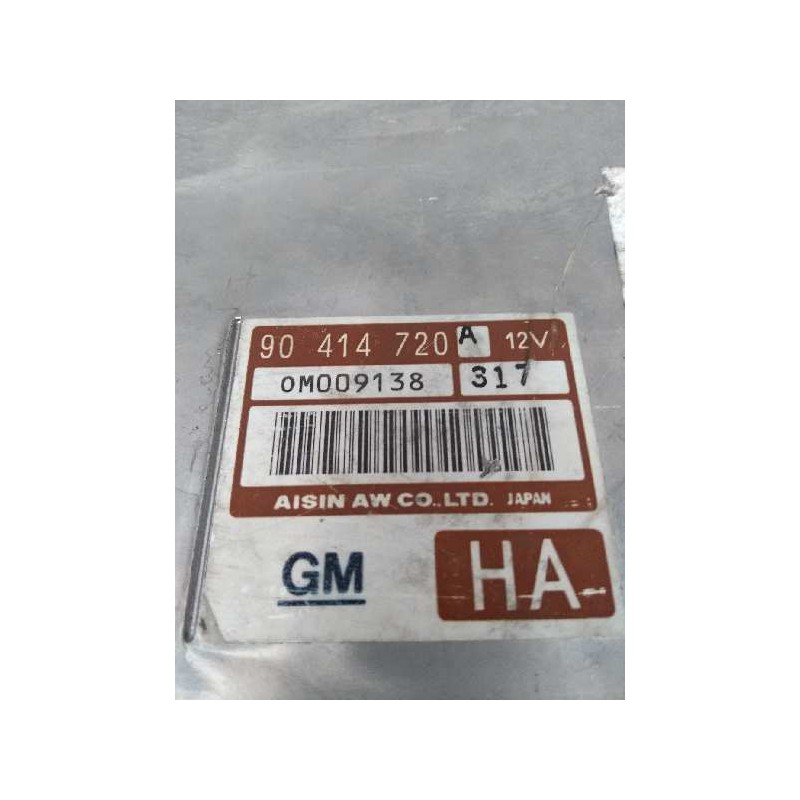 90 414 720 A 12V
0M009138 317
AISIN AW CO.,LTD. JAPAN
GM HA